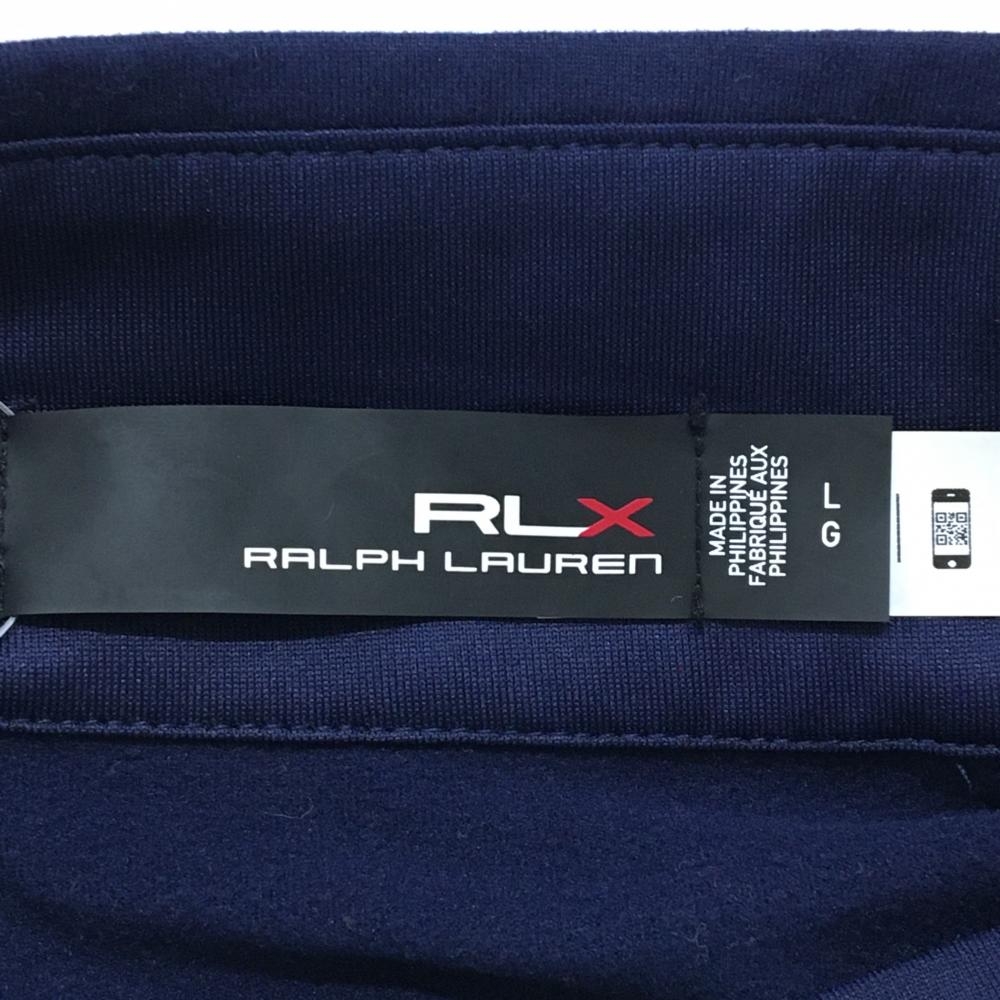 RLX
RALPH LAUREN
MADE IN
PHILIPPINES
FABRIQUÉ AUX
PHILIPPINES
L
G